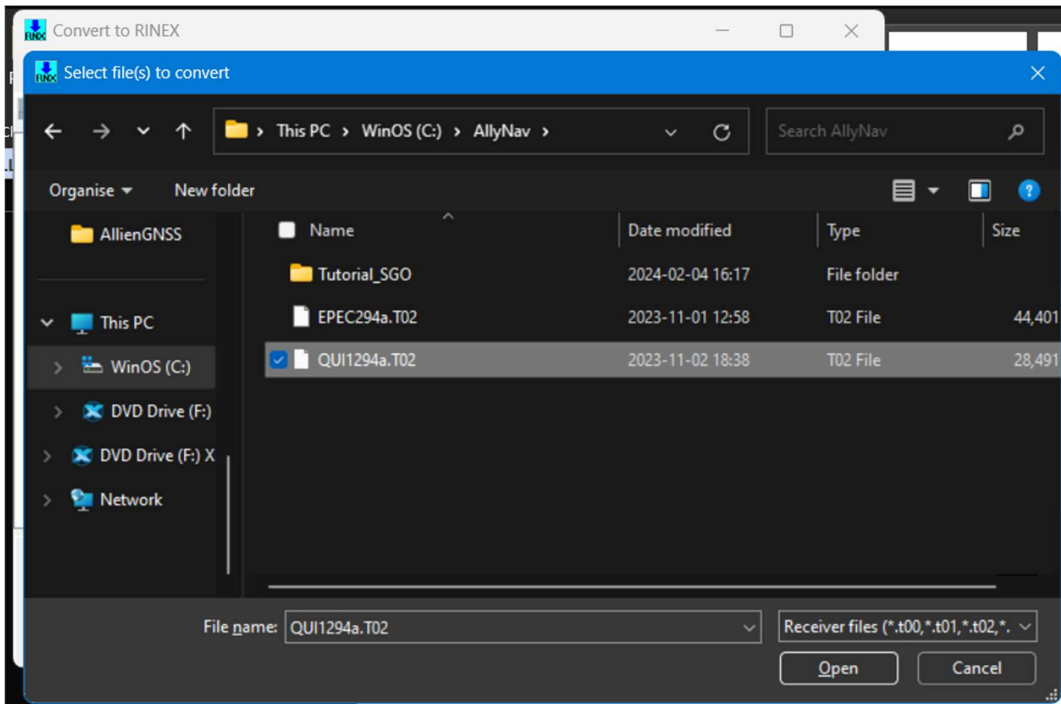 Convert to RINEX
Select file(s) to convert
This PC > WinOS (C:) > AllyNav >
Search AllyNav
Organise
New folder
Name
Date modified
Type
Size
AllienGNSS
Tutorial_SGO
2024-02-04 16:17
File folder
This PC
EPEC294a.T02
2023-11-01 12:58
T02 File
44,401
WinOS (C:)
QUI1294a.T02
2023-11-02 18:38
T02 File
28,491
DVD Drive (F:)
DVD Drive (F:) X
Network
File name:
QUI1294a.T02
Receiver files (*.t00,*.t01,*.t02,*.
Open
Cancel